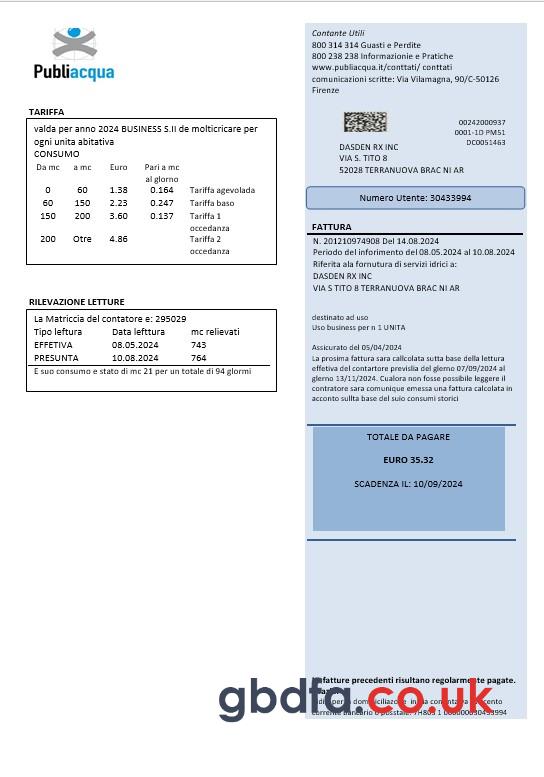 Publiacqua
Contante Utili
800 314 314 Guasti e Perdite
800 238 238 Informazioie e Pratiche
www.publiacqua.it/conttati/ conttati
comunicazioni scritte: Via Vilamagna, 90/C-50126
Firenze
00242000937
0001-1D PM51
DC0051463
DASDEN RX INC
VIA S. TITO 8
52028 TERRANUOVA BRAC NI AR
Numero Utente: 30433994
TARIFFA
valda per anno 2024 BUSINESS S.II de molticricare per
ogni unita abitativa
CONSUMO
Da mc a mc Euro Pari a mc
al glorno
0 60 1.38 0.164 Tariffa agevolada
60 150 2.23 0.247 Tariffa baso
150 200 3.60 0.137 Tariffa 1
occedanza
200 Otre 4.86 Tariffa 2
occedanza
RILEVAZIONE LETTURE
La Matriccia del contatore e: 295029
Tipo leftura Data lefttura mc relievati
EFFETIVA 08.05.2024 743
PRESUNTA 10.08.2024 764
E suo consumo e stato di mc 21 per un totale di 94 glormi
FATTURA
N. 201210974908 Del 14.08.2024
Periodo del inforimento del 08.05.2024 al 10.08.2024
Riferita ala fornutura di servizi idrici a:
DASDEN RX INC
VIA S TITO 8 TERRANUOVA BRAC NI AR
destinato ad uso
Uso business per n 1 UNITA
Assicurato del 05/04/2024
La prosima fattura sara callcolata sutta base della lettura
effetiva del contartore previslia del glerno 07/09/2024 al
glerno 13/11/2024. Cualora non fosse possibile leggere il
contratore sara comunique emessa una fattura calcolata in
acconto sullta base del suio consumi storici
TOTALE DA PAGARE
EURO 35.32
SCADENZA IL: 10/09/2024
fatture precedenti risultano regolarmente pagate.
gbdfa.co.uk
corrente bancario o posstale: